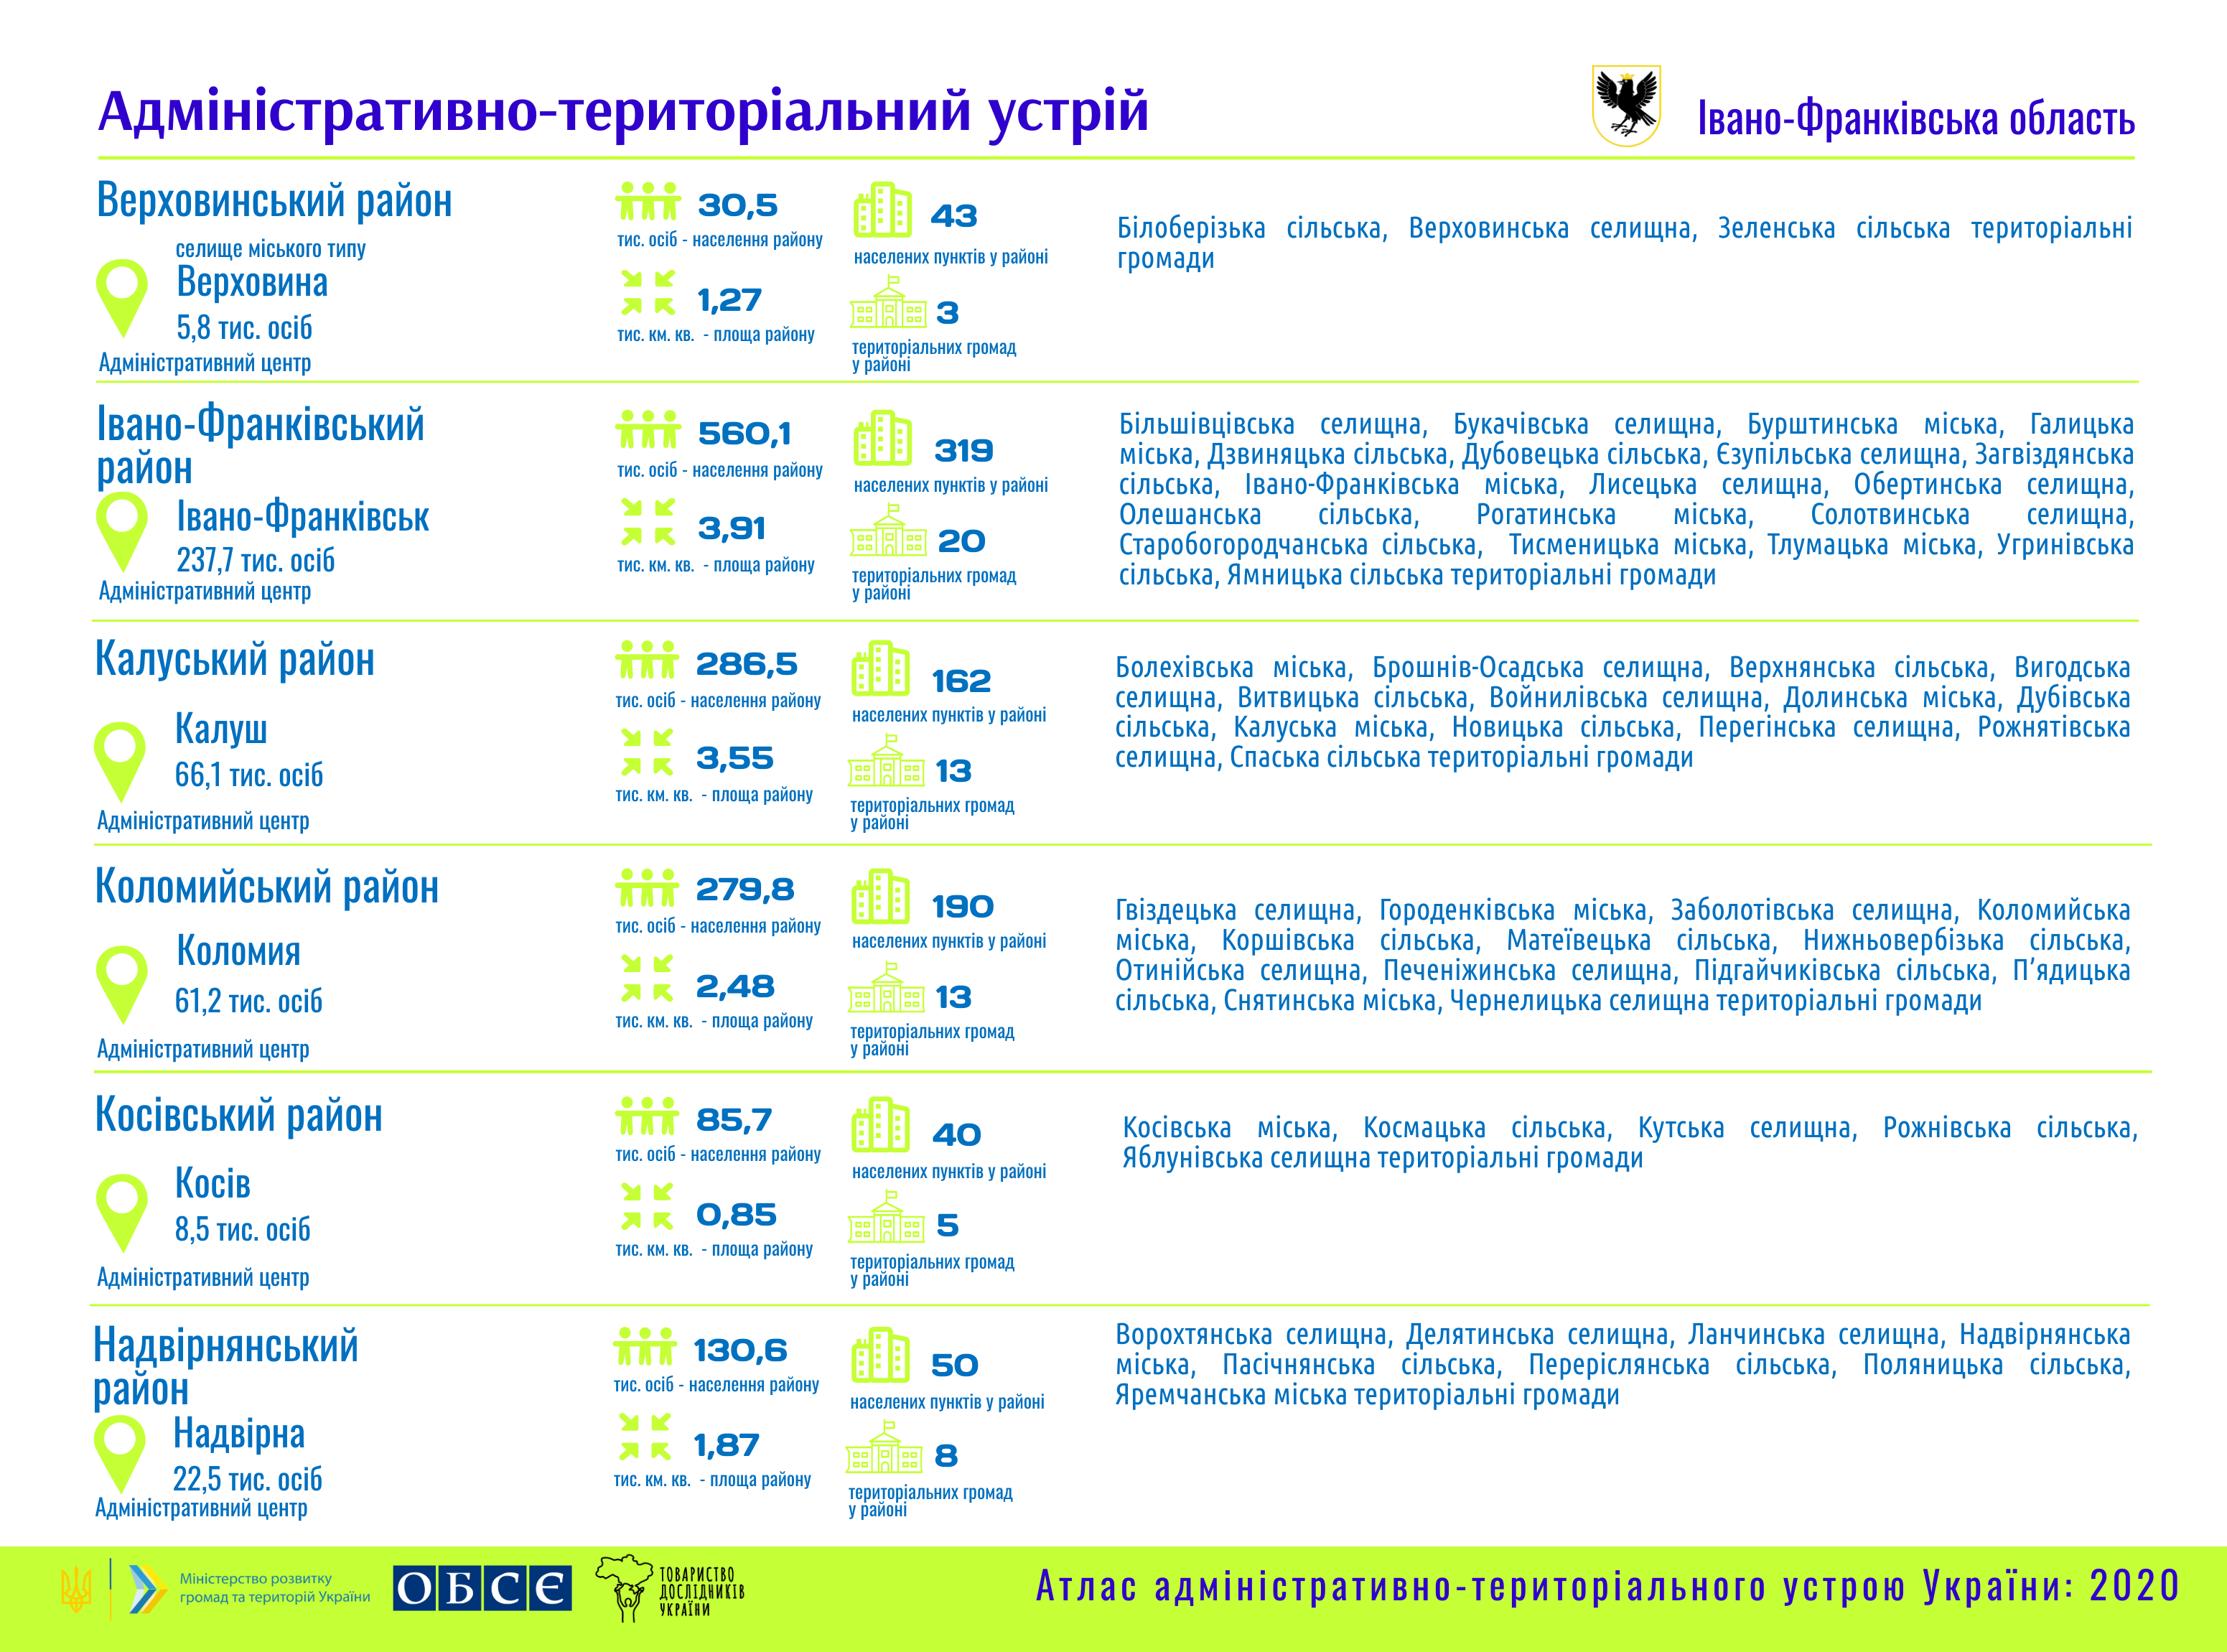 Адміністративно-територіальний устрій
Івано-Франківська область
Верховинський район
селище міського типу
Верховина
5,8 тис. осіб
Адміністративний центр
30,5
тис. осіб - населення району
1,27
тис. км. кв. - площа району
43
населених пунктів у районі
3
територіальних громад
у районі
Білоберізька сільська, Верховинська селищна, Зеленська сільська територіальні
громади
Івано-Франківський
район
Івано-Франківськ
237,7 тис. осіб
Адміністративний центр
560,1
тис. осіб - населення району
3,91
тис. км. кв. - площа району
319
населених пунктів у районі
20
територіальних громад
у районі
Більшівцівська селищна, Букачівська селищна, Бурштинська міська, Галицька
міська, Дзвиняцька сільська, Дубовецька сільська, Єзупільська селищна, Загвіздянська
сільська, Івано-Франківська міська, Лисецька селищна, Обертинська селищна,
Олешанська сільська, Рогатинська міська, Солотвинська селищна,
Старобогородчанська сільська, Тисменицька міська, Тлумацька міська, Угринівська
сільська, Ямницька сільська територіальні громади
Калуський район
Калуш
66,1 тис. осіб
Адміністративний центр
286,5
тис. осіб - населення району
3,55
тис. км. кв. - площа району
162
населених пунктів у районі
13
територіальних громад
у районі
Болехівська міська, Брошнів-Осадська селищна, Верхнянська сільська, Вигодська
селищна, Витвицька сільська, Войнилівська селищна, Долинська міська, Дубівська
сільська, Калуська міська, Новицька сільська, Перегінська селищна, Рожнятівська
селищна, Спаська сільська територіальні громади
Коломийський район
Коломия
61,2 тис. осіб
Адміністративний центр
279,8
тис. осіб - населення району
2,48
тис. км. кв. - площа району
190
населених пунктів у районі
13
територіальних громад
у районі
Гвіздецька селищна, Городенківська міська, Заболотівська селищна, Коломийська
міська, Коршівська сільська, Матеївецька сільська, Нижньовербізька сільська,
Отинійська селищна, Печеніжинська селищна, Підгайчиківська сільська, П’ядицька
сільська, Снятинська міська, Чернелицька селищна територіальні громади
Косівський район
Косів
8,5 тис. осіб
Адміністративний центр
85,7
тис. осіб - населення району
0,85
тис. км. кв. - площа району
40
населених пунктів у районі
5
територіальних громад
у районі
Косівська міська, Космацька сільська, Кутська селищна, Рожнівська сільська,
Яблунівська селищна територіальні громади
Надвірнянський
район
Надвірна
22,5 тис. осіб
Адміністративний центр
130,6
тис. осіб - населення району
1,87
тис. км. кв. - площа району
50
населених пунктів у районі
8
територіальних громад
у районі
Ворохтянська селищна, Делятинська селищна, Ланчинська селищна, Надвірнянська
міська, Пасічнянська сільська, Переріслянська сільська, Поляницька сільська,
Яремчанська міська територіальні громади
Міністерство розвитку
громад та територій України
ОБСЄ
ТОВАРИСТВО
ДОСЛІДНИКІВ
УКРАЇНИ
Атлас адміністративно-територіального устрою України: 2020